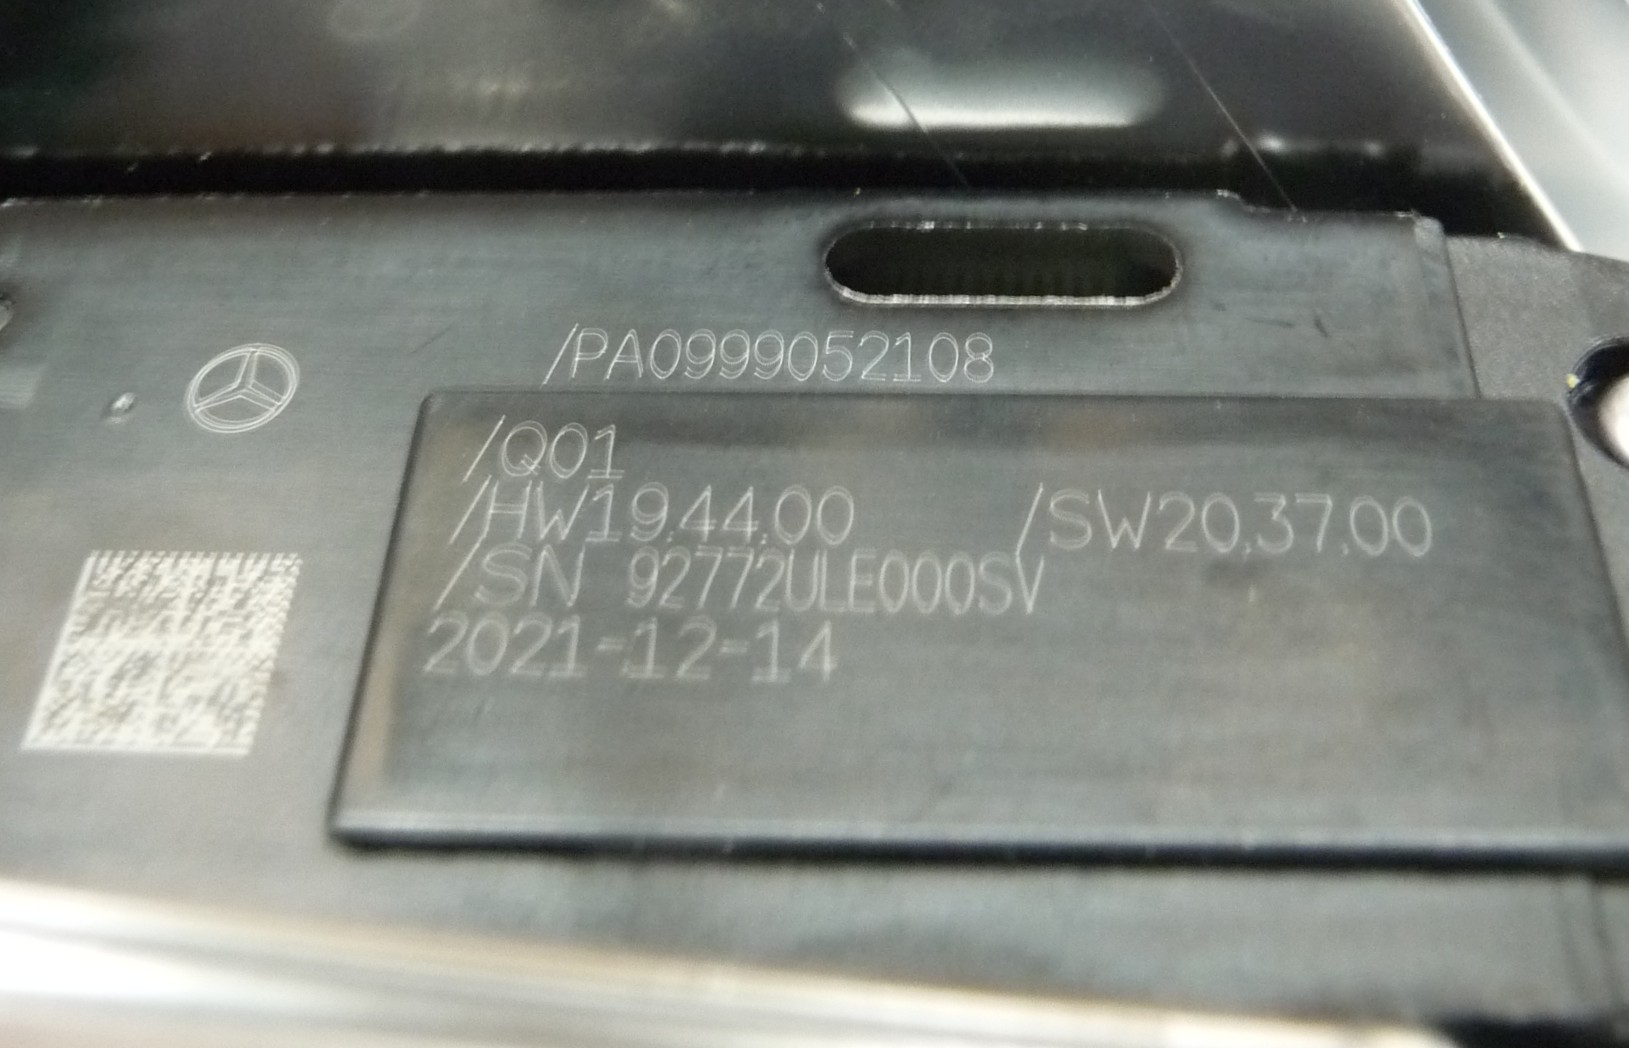 /PA0999052108
/Q01
/HW19.44.00 /SW20.37.00
/SN 92772ULE000SV
2021-12-14